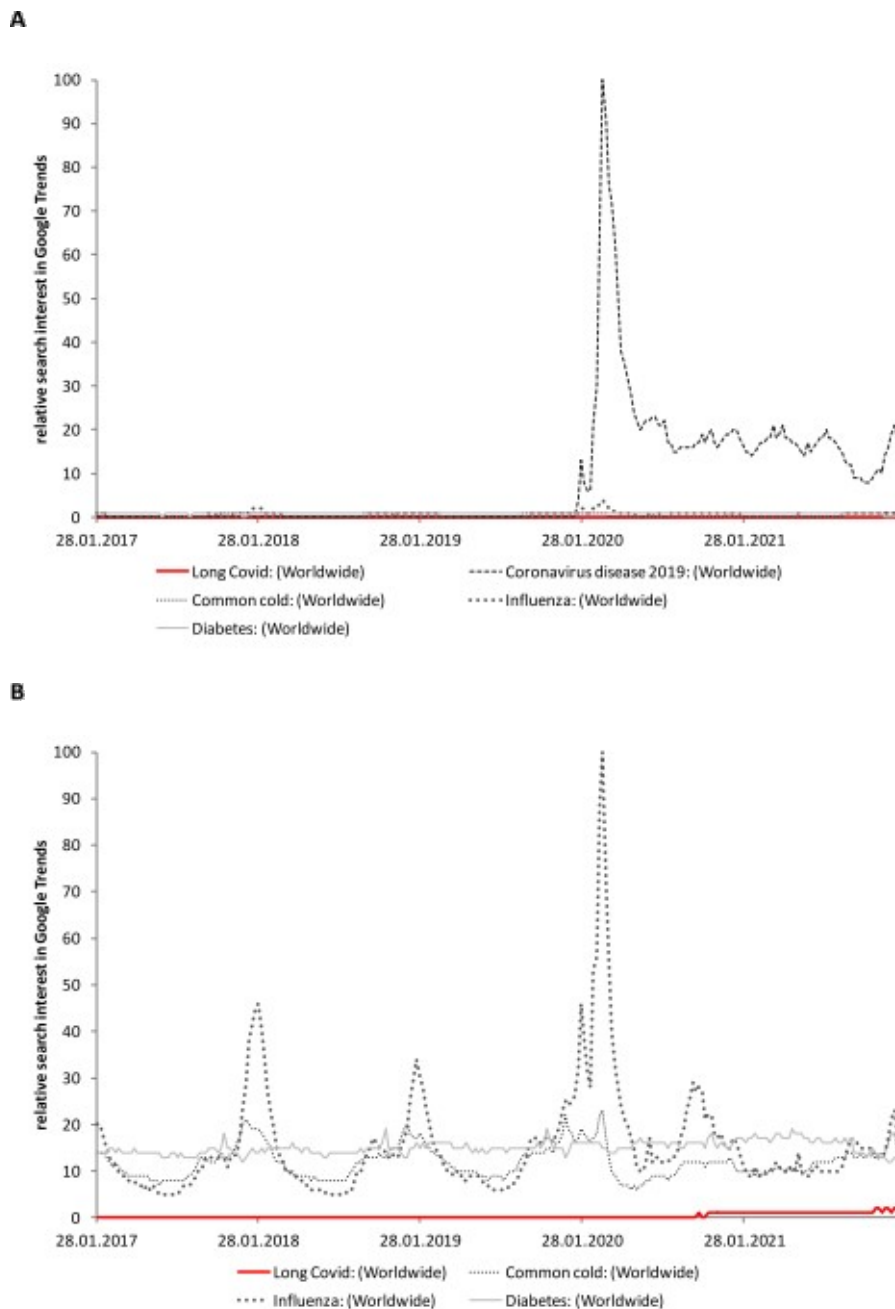 A
relative search interest in Google Trends
100
90
80
70
60
50
40
30
20
10
0
28.01.2017 28.01.2018 28.01.2019 28.01.2020 28.01.2021
Long Covid: (Worldwide) Coronavirus disease 2019: (Worldwide)
Common cold: (Worldwide) Influenza: (Worldwide)
Diabetes: (Worldwide)
B
relative search interest in Google Trends
100
90
80
70
60
50
40
30
20
10
0
28.01.2017 28.01.2018 28.01.2019 28.01.2020 28.01.2021
Long Covid: (Worldwide) Common cold: (Worldwide)
Influenza: (Worldwide) Diabetes: (Worldwide)